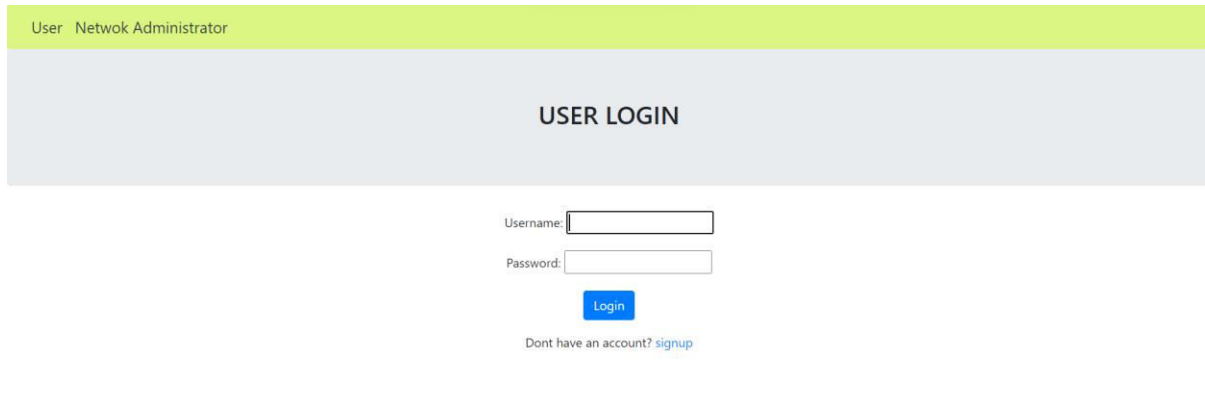 User Netwok Administrator
USER LOGIN
Username:
Password:
Login
Dont have an account? signup